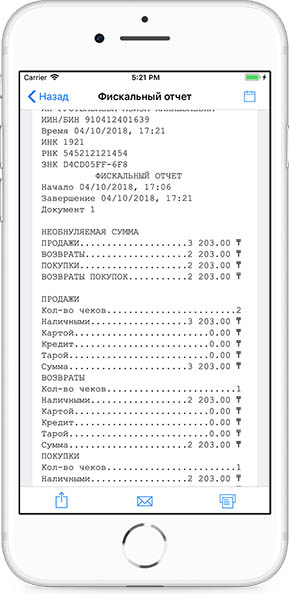 Carrier 5:21 PM
Назад Фискальный отчет
ИИН/БИН 910412401639
Время 04/10/2018, 17:21
ИНК 1921
РНК 545212121454
ЗНК D4CD05FF-6F8
ФИСКАЛЬНЫЙ ОТЧЕТ
Начало 04/10/2018, 17:06
Завершение 04/10/2018, 17:21
Документ 1
НЕОБНУЛЯЕМАЯ СУММА
ПРОДАЖИ....................3 203.00 ₸
ВОЗВРАТЫ...................2 203.00 ₸
ПОКУПКИ....................2 203.00 ₸
ВОЗВРАТЫ ПОКУПОК...........2 203.00 ₸
ПРОДАЖИ
Кол-во чеков........................2
Наличными..................3 203.00 ₸
Картой.........................0.00 ₸
Кредит.........................0.00 ₸
Тарой..........................0.00 ₸
Сумма......................3 203.00 ₸
ВОЗВРАТЫ
Кол-во чеков........................1
Наличными..................2 203.00 ₸
Картой.........................0.00 ₸
Кредит.........................0.00 ₸
Тарой..........................0.00 ₸
Сумма......................2 203.00 ₸
ПОКУПКИ
Кол-во чеков........................1
Наличными..................2 203.00 ₸